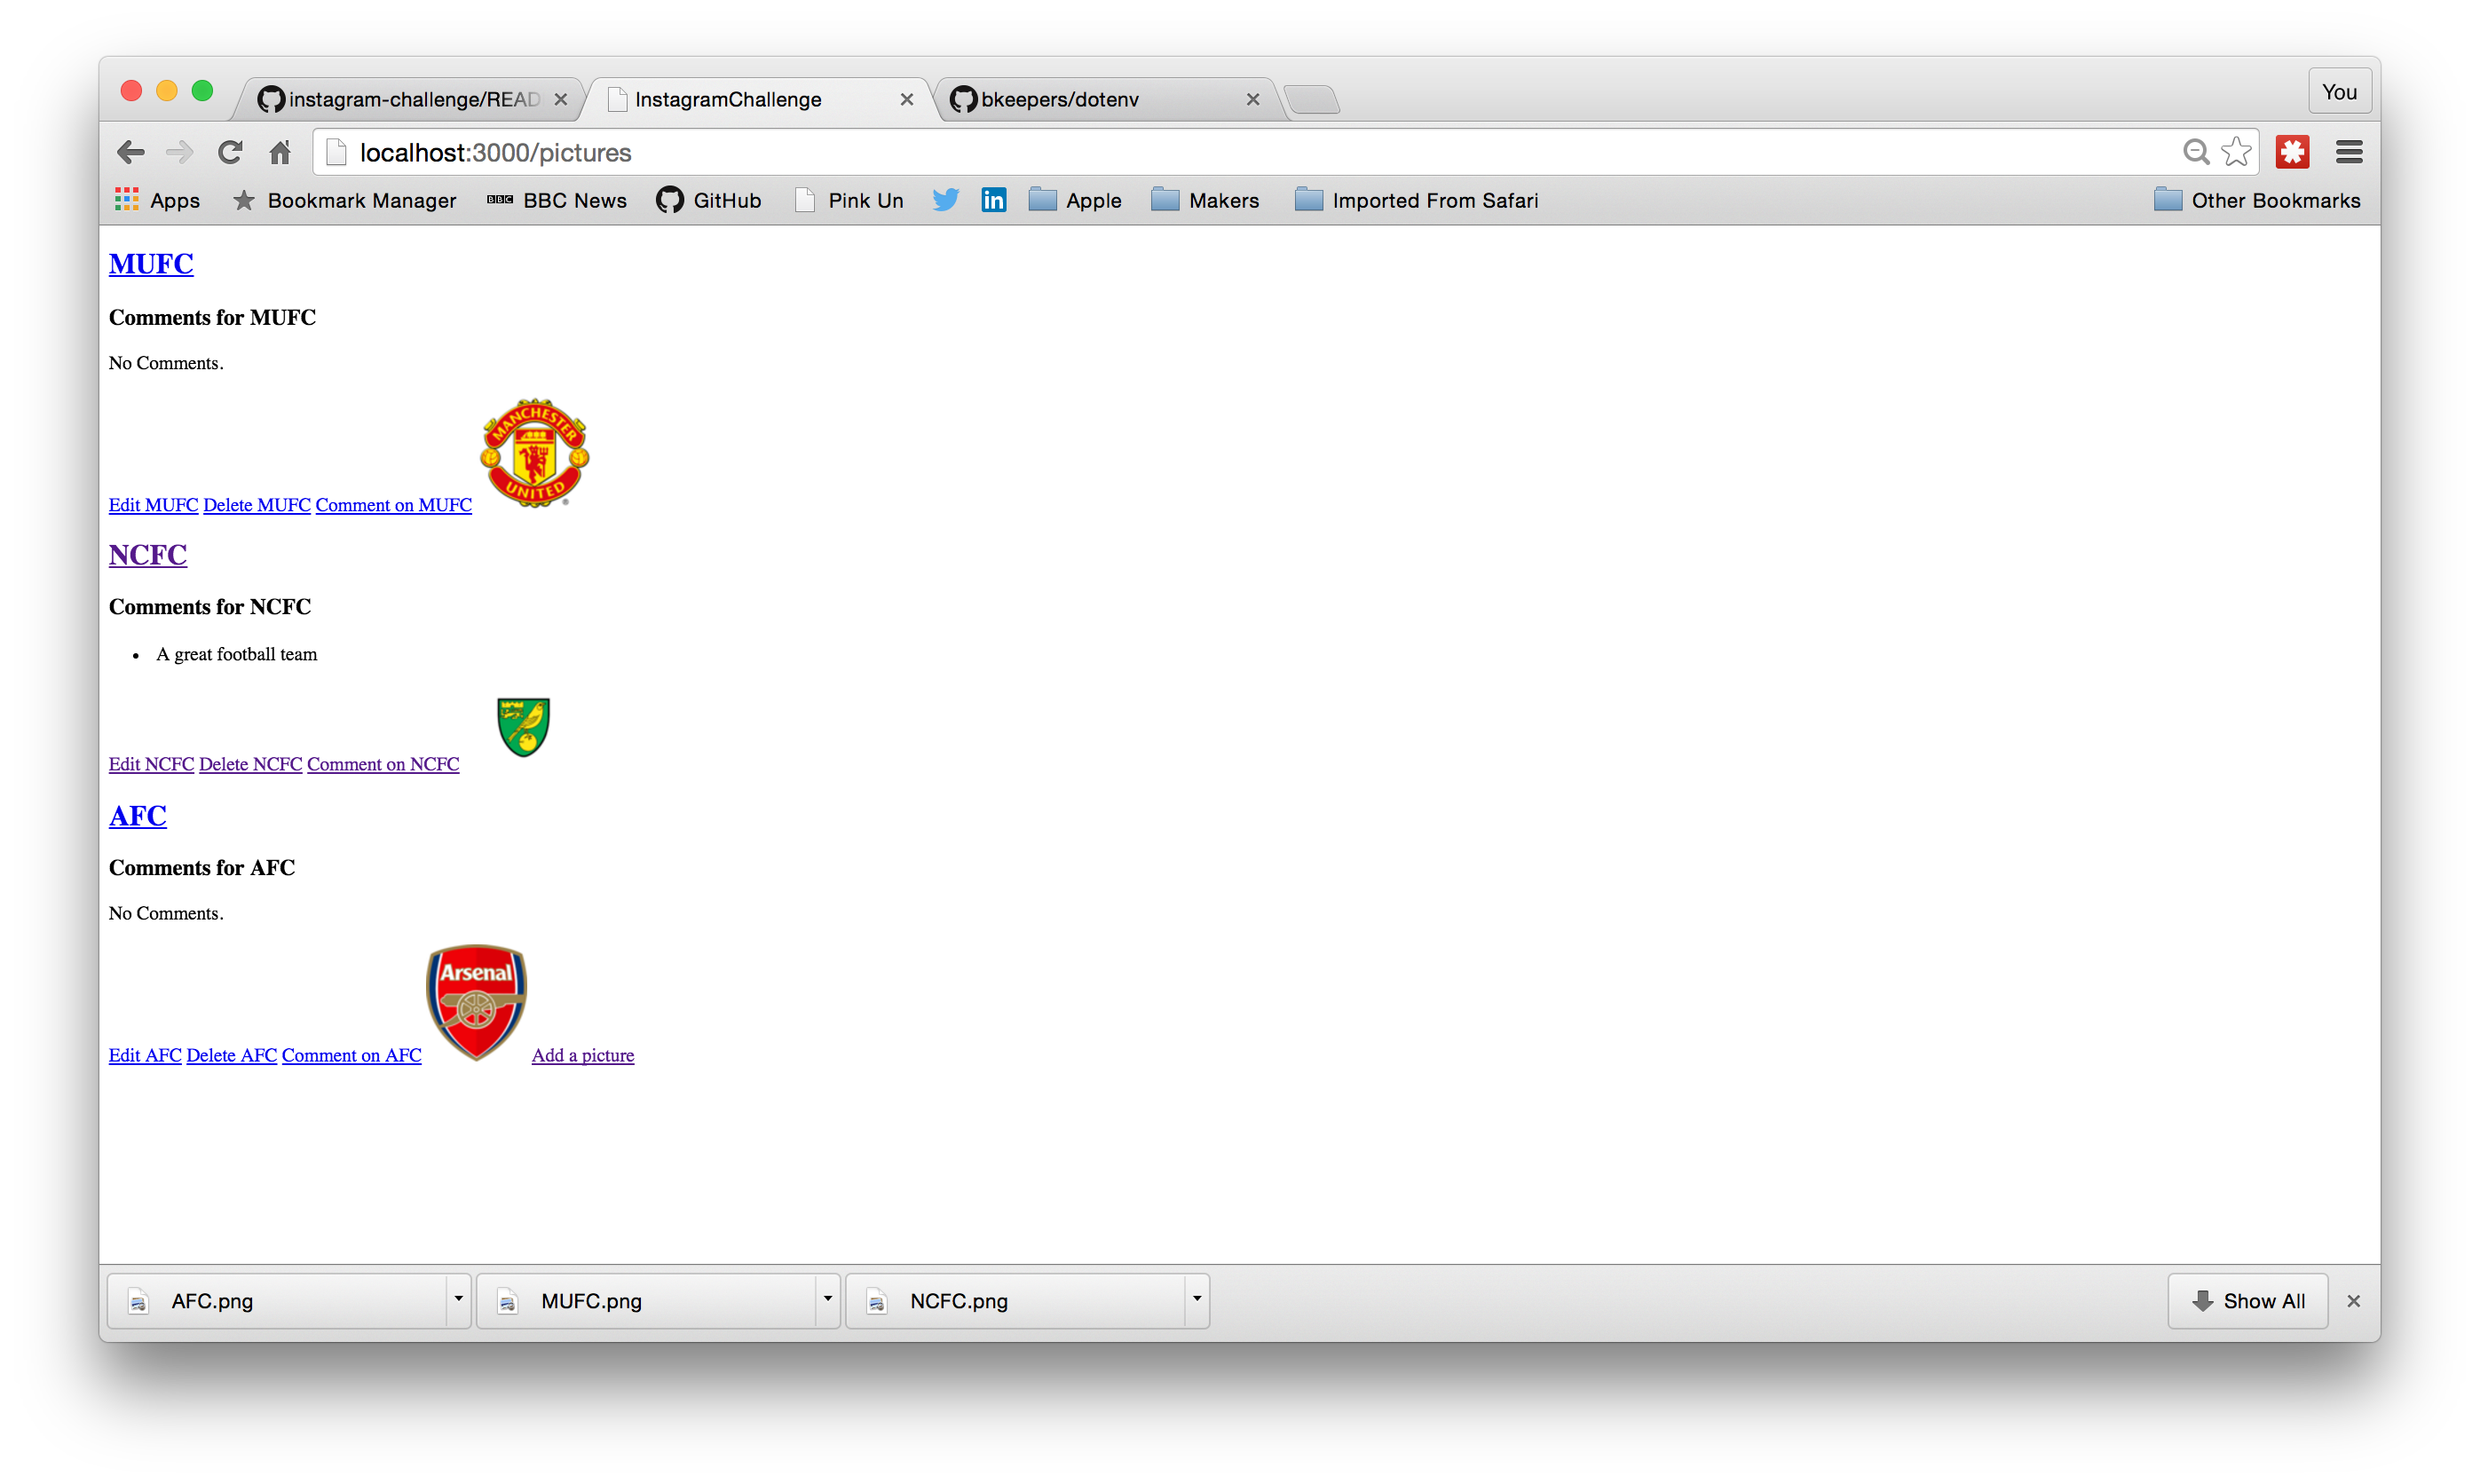 instagram-challenge/READ
InstagramChallenge
bkeepers/dotenv
You
localhost:3000/pictures
Apps
Bookmark Manager
BBC
BBC News
GitHub
Pink Un
in
Apple
Makers
Imported From Safari
Other Bookmarks
MUFC
Comments for MUFC
No Comments.
MANCHESTER
UNITED
Edit MUFC Delete MUFC Comment on MUFC
NCFC
Comments for NCFC
• A great football team
Edit NCFC Delete NCFC Comment on NCFC
AFC
Comments for AFC
No Comments.
Arsenal
Edit AFC Delete AFC Comment on AFC Add a picture
AFC.png
MUFC.png
NCFC.png
Show All